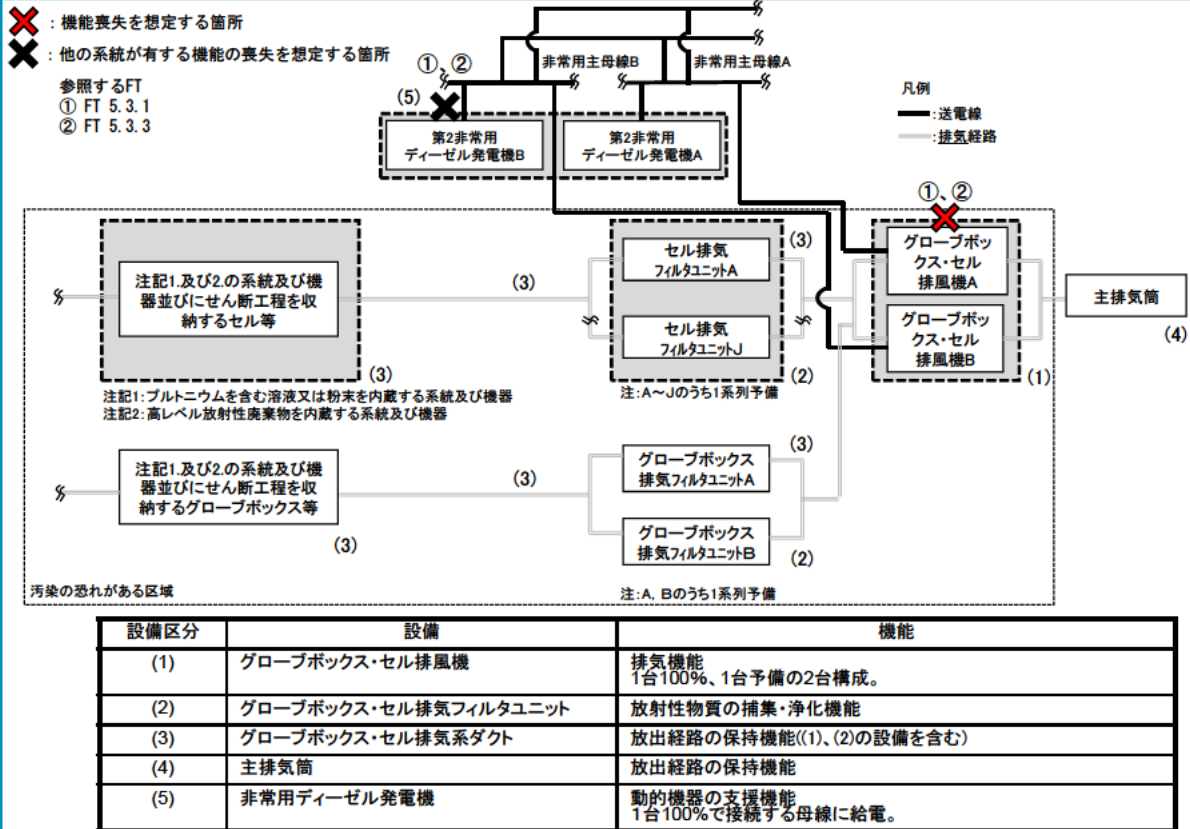 ：機能喪失を想定する箇所
：他の系統が有する機能の喪失を想定する箇所
参照するFT
① FT 5.3.1
② FT 5.3.3
①、②
非常用主母線B
非常用主母線A
(5)
第2非常用
ディーゼル発電機B
第2非常用
ディーゼル発電機A
凡例
：送電線
：排気経路
①、②
注記1.及び2.の系統及び機
器並びにせん断工程を収
納するセル等
(3)
(3)
セル排気
フィルタユニットA
(3)
セル排気
フィルタユニットJ
(2)
グローブボッ
クス・セル
排風機A
グローブボッ
クス・セル
排風機B
(1)
主排気筒
(4)
注記1：プルトニウムを含む溶液又は粉末を内蔵する系統及び機器
注記2：高レベル放射性廃棄物を内蔵する系統及び機器
注：A～Jのうち1系列予備
注記1.及び2.の系統及び機
器並びにせん断工程を収
納するグローブボックス等
(3)
(3)
グローブボックス
排気フィルタユニットA
(3)
グローブボックス
排気フィルタユニットB
(2)
汚染の恐れがある区域
注：A, Bのうち1系列予備
設備区分 設備 機能
(1) グローブボックス・セル排風機 排気機能
1台100%、1台予備の2台構成。
(2) グローブボックス・セル排気フィルタユニット 放射性物質の捕集・浄化機能
(3) グローブボックス・セル排気系ダクト 放出経路の保持機能((1)、(2)の設備を含む)
(4) 主排気筒 放出経路の保持機能
(5) 非常用ディーゼル発電機 動的機器の支援機能
1台100%で接続する母線に給電。